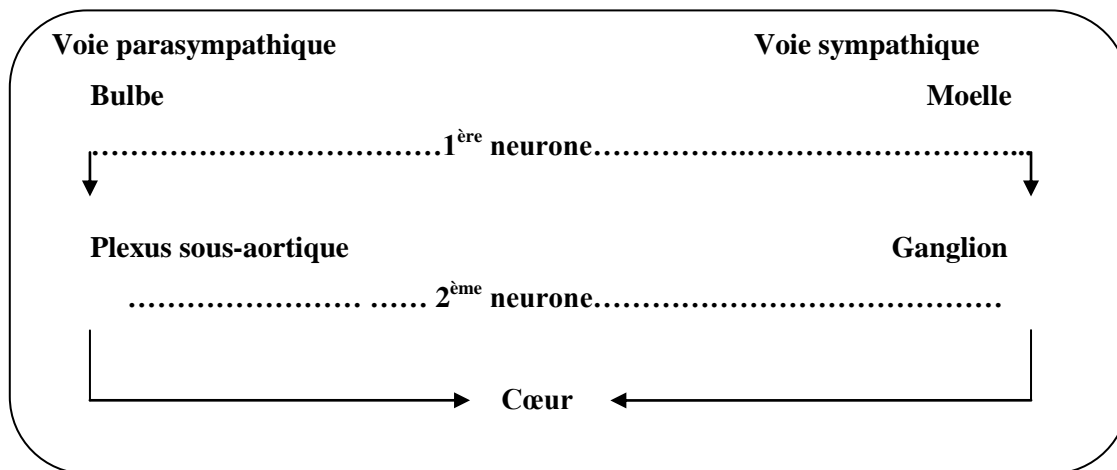 Voie parasympathique Voie sympathique
Bulbe Moelle
……………………………..1ère neurone……………..………………………...
Plexus sous-aortique Ganglion
………………….. …… 2ème neurone…………………………………
Cœur